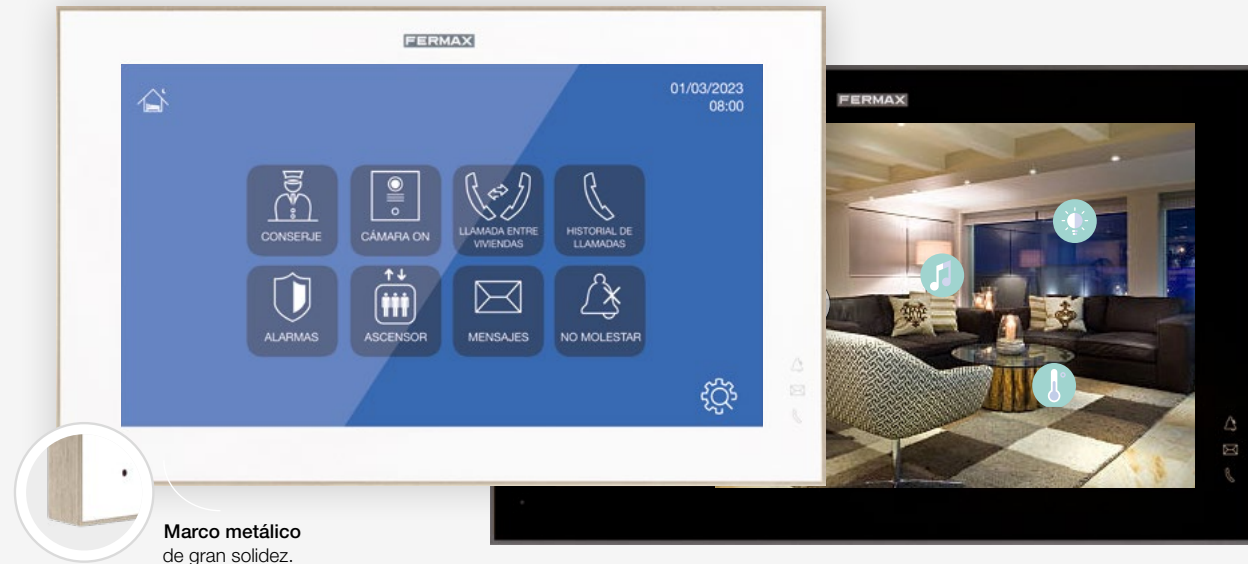 FERMAX
01/03/2023
08:00
CONSERJE
CÁMARA ON
LLAMADA ENTRE
VIVIENDAS
HISTORIAL DE
LLAMADAS
ALARMAS
ASCENSOR
MENSAJES
NO MOLESTAR
FERMAX
Marco metálico
de gran solidez.